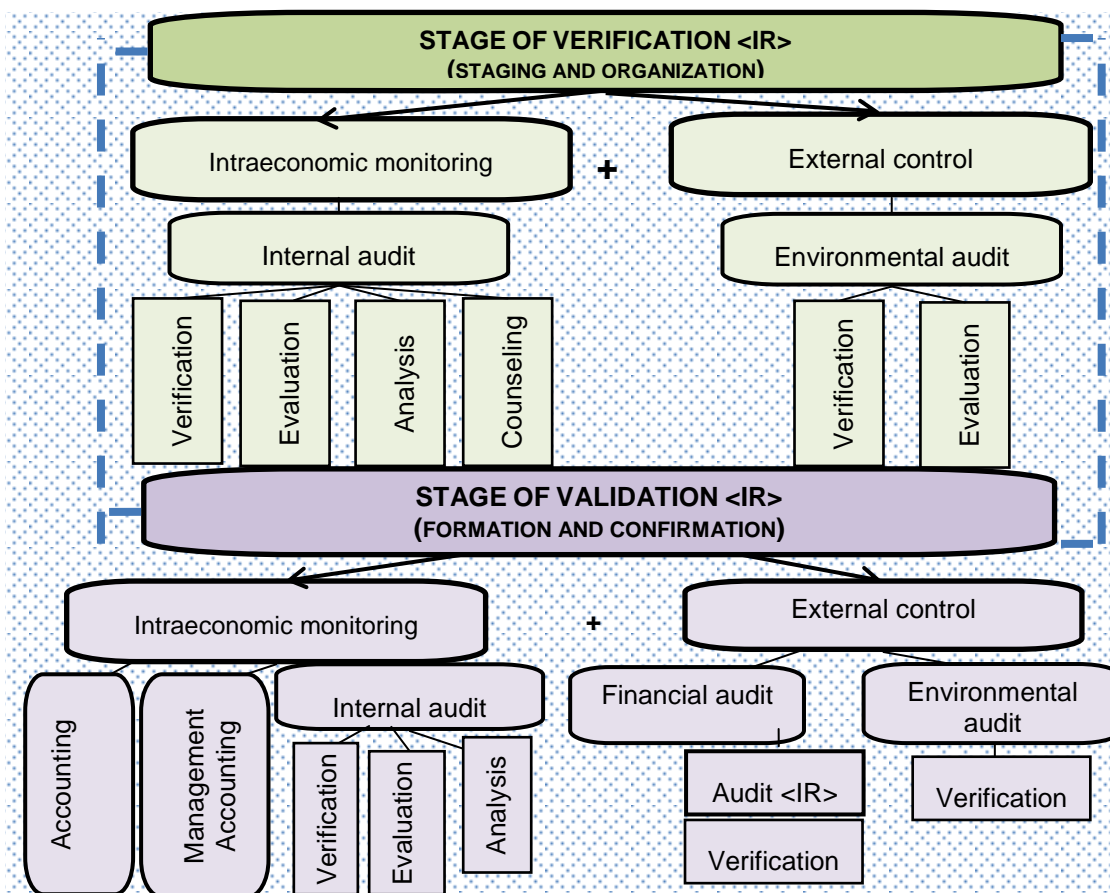 STAGE OF VERIFICATION <IR>
(STAGING AND ORGANIZATION)
Intraeconomic monitoring
+
External control
Internal audit
Environmental audit
Verification
Evaluation
Analysis
Counseling
Verification
Evaluation
STAGE OF VALIDATION <IR>
(FORMATION AND CONFIRMATION)
Intraeconomic monitoring
+
External control
Accounting
Management
Accounting
Internal audit
Verification
Evaluation
Analysis
Financial audit
Audit <IR>
Verification
Environmental
audit
Verification